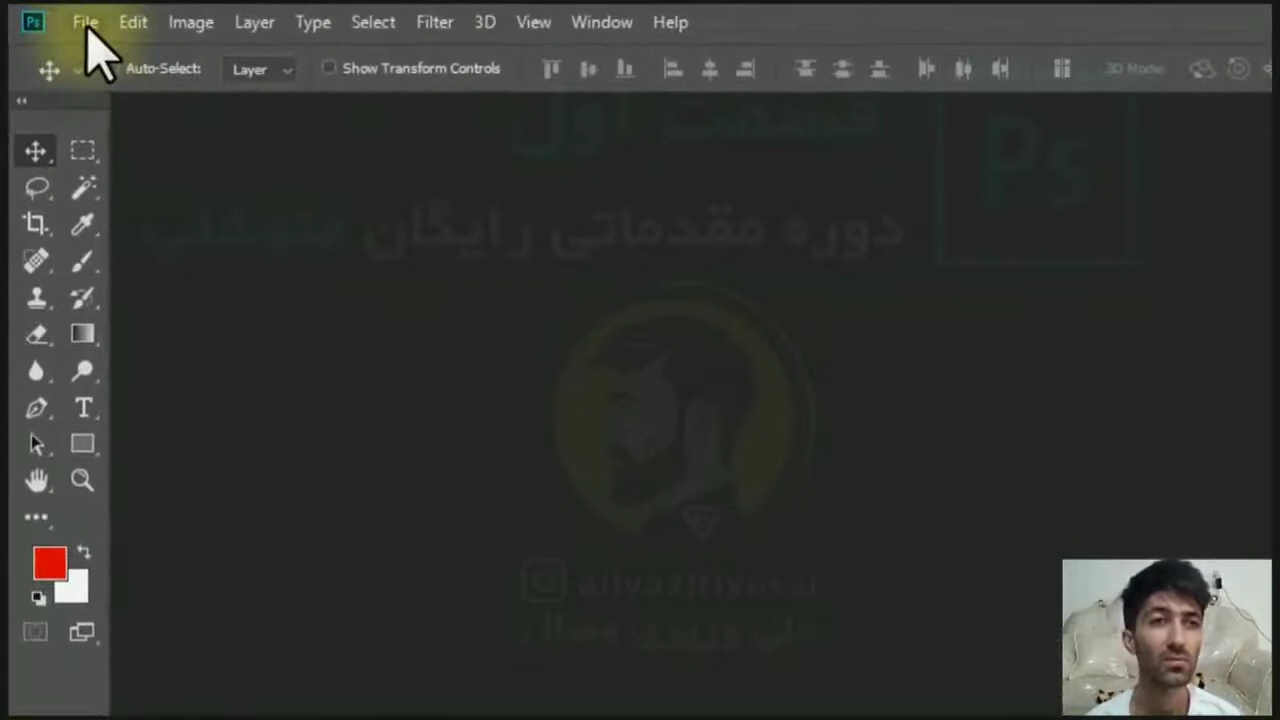 Ps File Edit Image Layer Type Select Filter 3D View Window Help
Auto-Select: Layer Show Transform Controls 3D Mode:
قسمت اول
Ps
دوره مقدماتی رایگان فتوشاپ
T